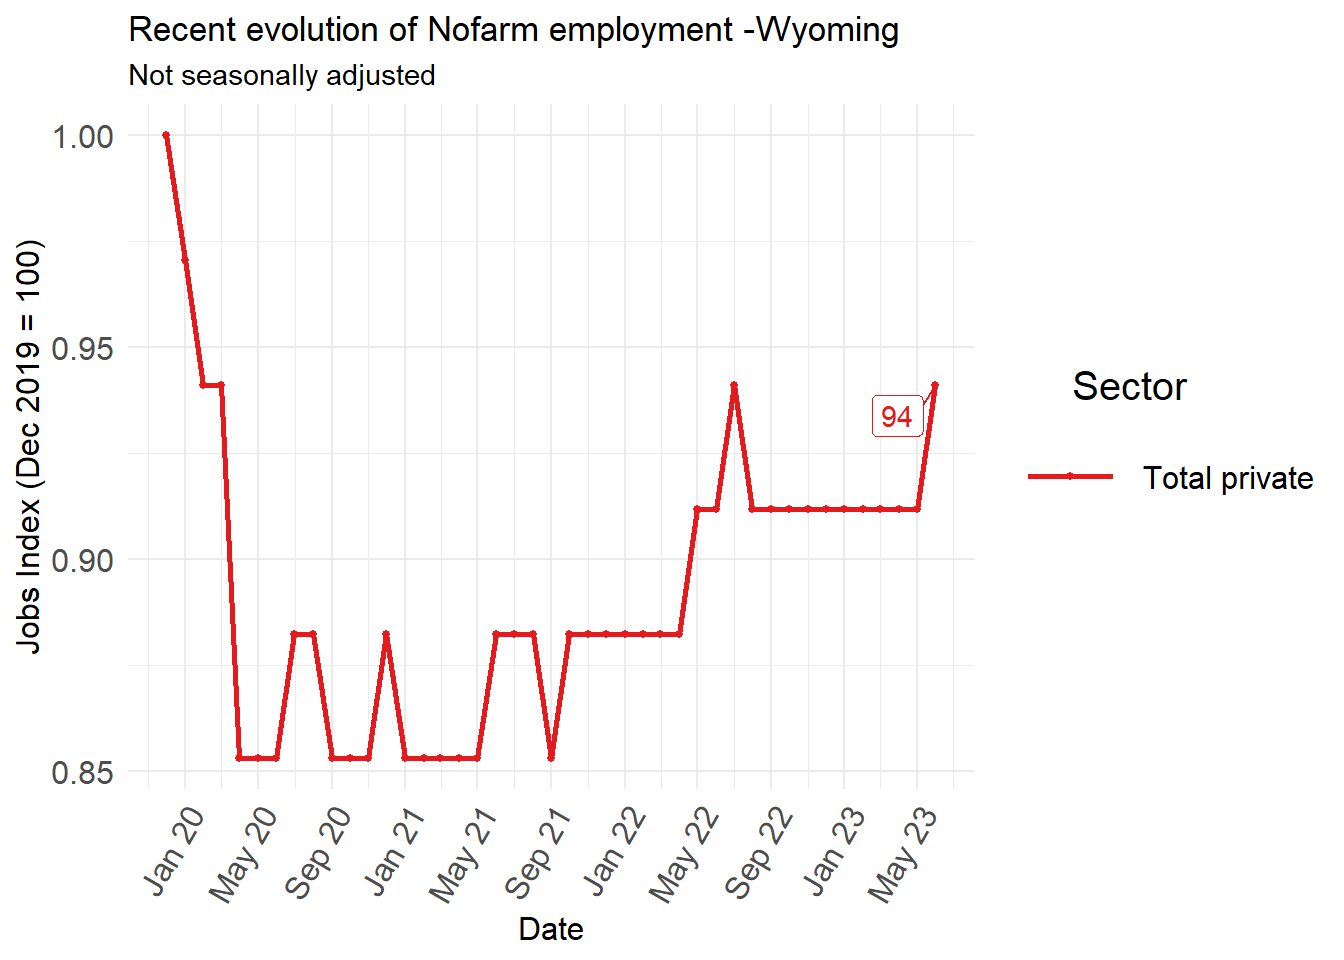 Recent evolution of Nofarm employment -Wyoming
Not seasonally adjusted
Jobs Index (Dec 2019 = 100)
1.00
0.95
0.90
0.85
94
Jan 20
May 20
Sep 20
Jan 21
May 21
Sep 21
Jan 22
May 22
Sep 22
Jan 23
May 23
Date
Sector
Total private